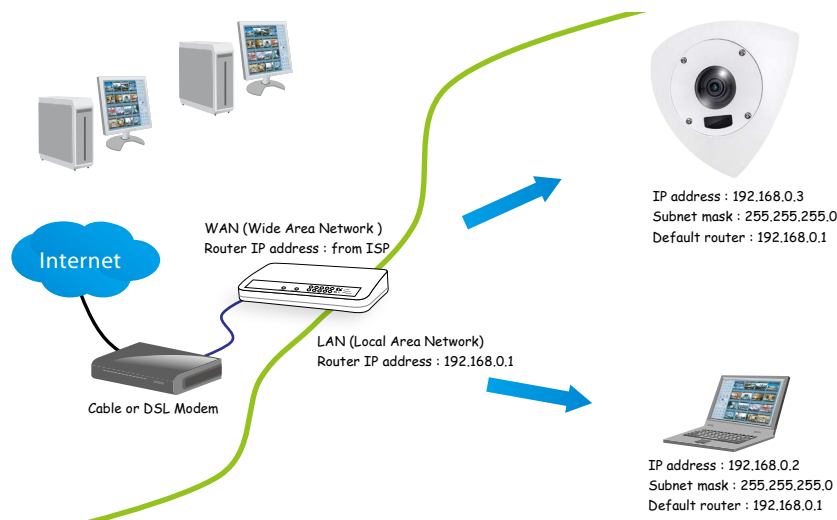 IP address : 192.168.0.3
Subnet mask : 255.255.255.0
Default router : 192.168.0.1
WAN (Wide Area Network )
Router IP address : from ISP
Internet
LAN (Local Area Network)
Router IP address : 192.168.0.1
Cable or DSL Modem
IP address : 192.168.0.2
Subnet mask : 255.255.255.0
Default router : 192.168.0.1